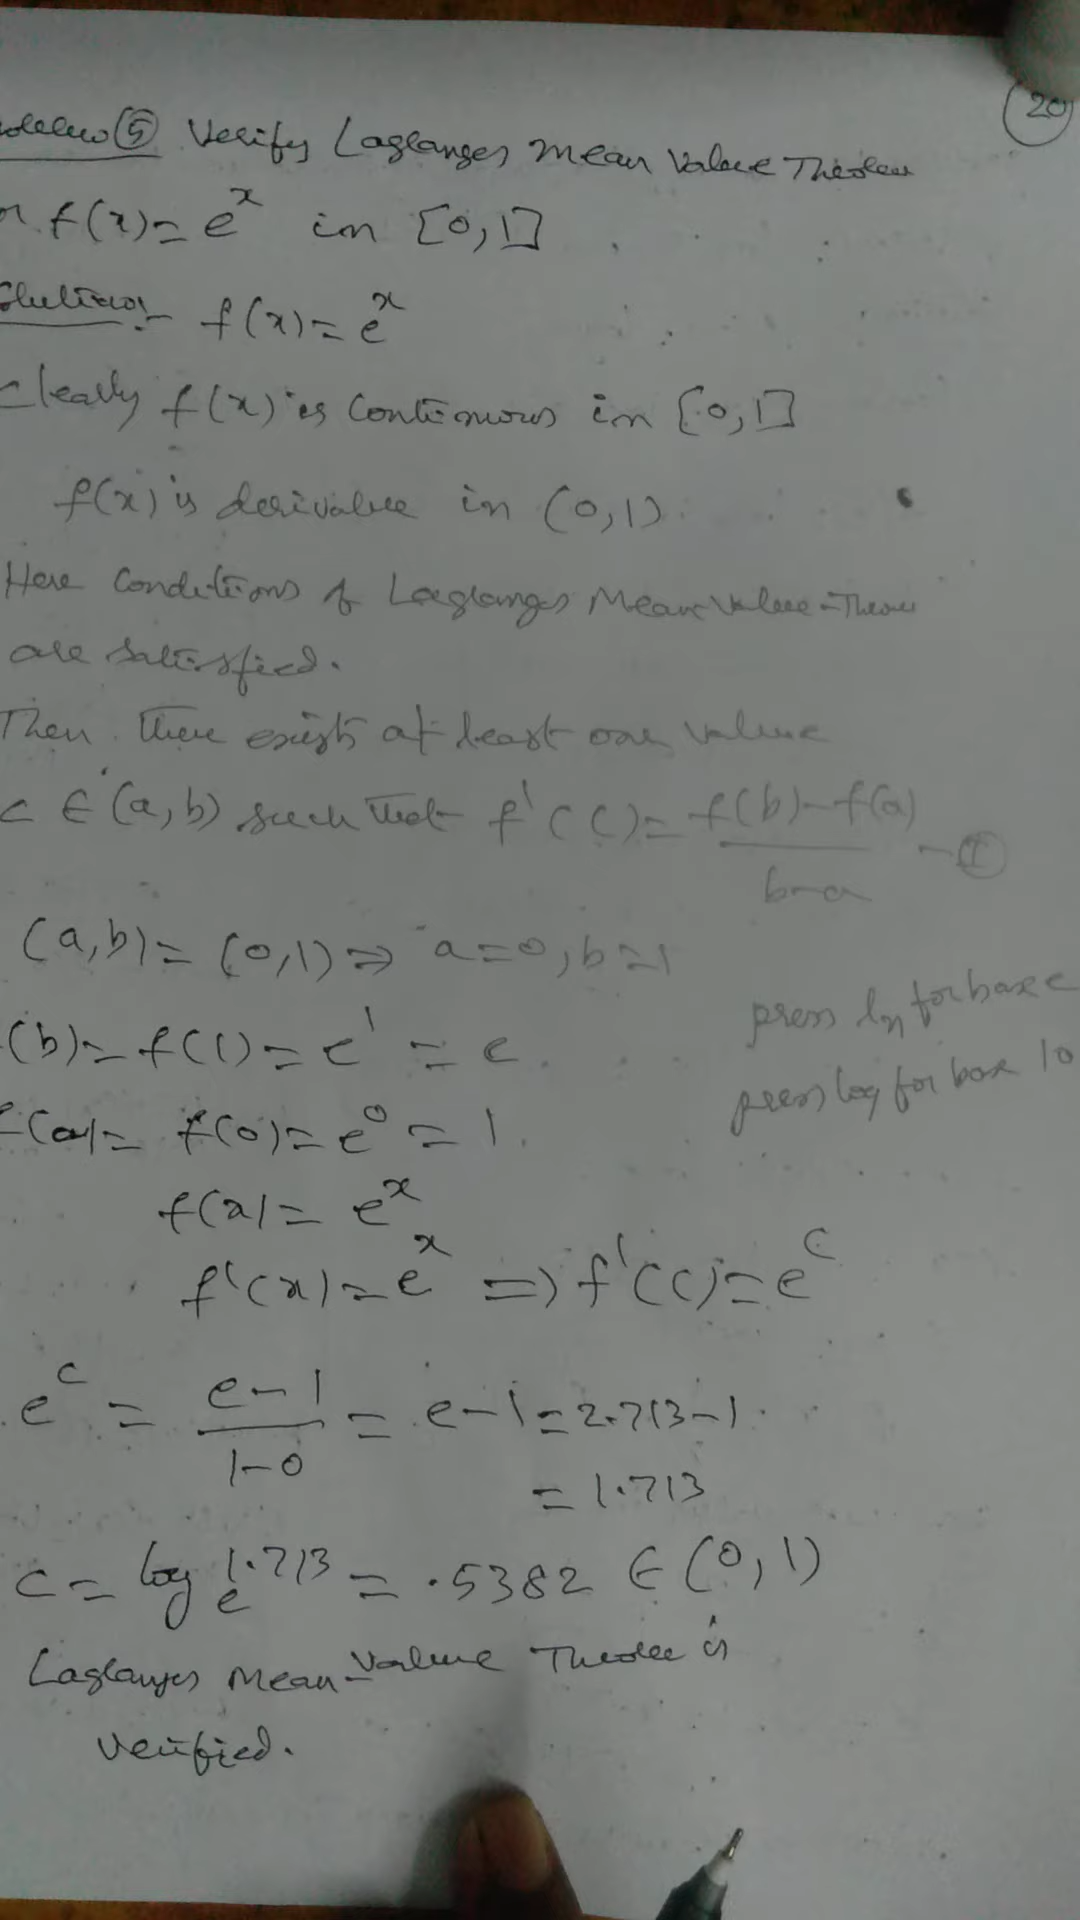 20
⑤ Verify Lagranges Mean Value Theorem
f(x) = e^x in [0,1]
Solution:- f(x) = e^x
Clearly f(x) is continuous in [0,1]
f(x) is derivable in (0,1).
Here Conditions of Lagranges Mean Value Theorem
are satisfied.
Then there exists at least one value
c ∈ (a,b) such that f'(c) = (f(b) - f(a))/(b-a) - ①
(a,b) = (0,1) ⇒ a=0, b=1
press ln for base e
(b) = f(1) = e^1 = e.
press log for base 10
f(a) = f(0) = e^0 = 1.
f(x) = e^x
f'(x) = e^x ⇒ f'(c) = e^c
e^c = (e-1)/(1-0) = e-1 = 2.713-1.
= 1.713
c = log_e 1.713 = .5382 ∈ (0,1)
Lagranges Mean Value Theorem is
verified.